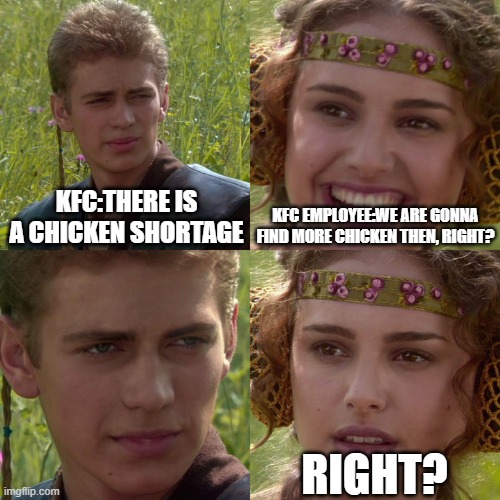 KFC:THERE IS
A CHICKEN SHORTAGE
KFC EMPLOYEE:WE ARE GONNA
FIND MORE CHICKEN THEN, RIGHT?
RIGHT?
imgflip.com